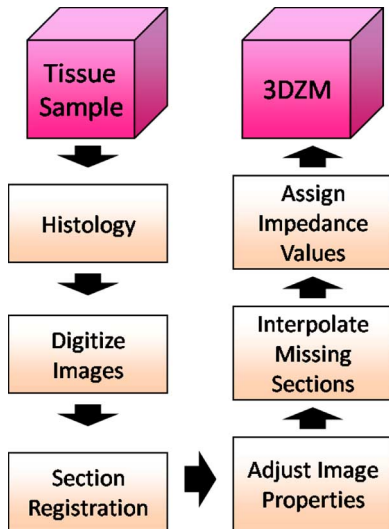 Tissue
Sample
Histology
Digitize
Images
Section
Registration
Adjust Image
Properties
Interpolate
Missing
Sections
Assign
Impedance
Values
3DZM